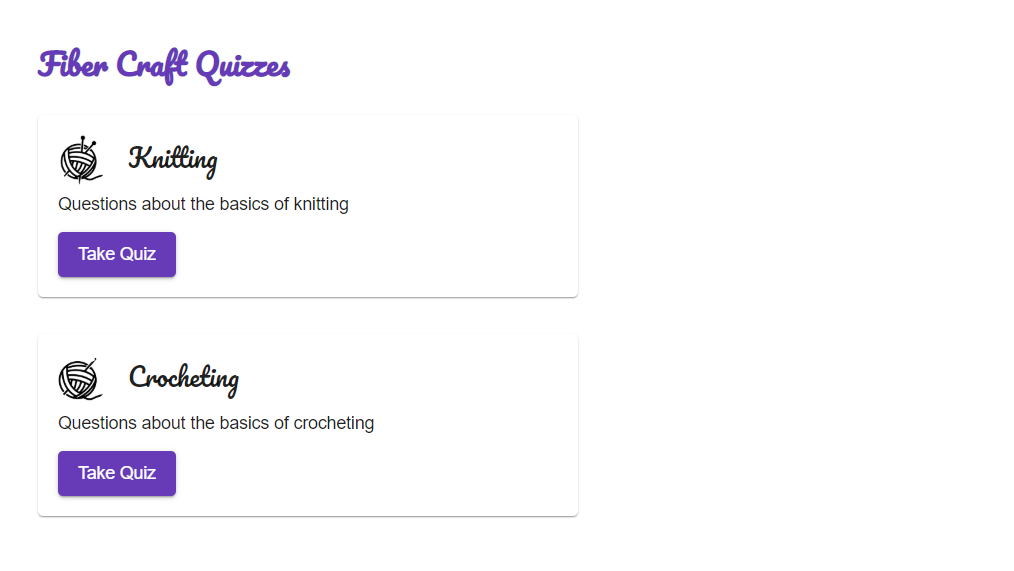 Fiber Craft Quizzes
Knitting
Questions about the basics of knitting
Take Quiz
Crocheting
Questions about the basics of crocheting
Take Quiz